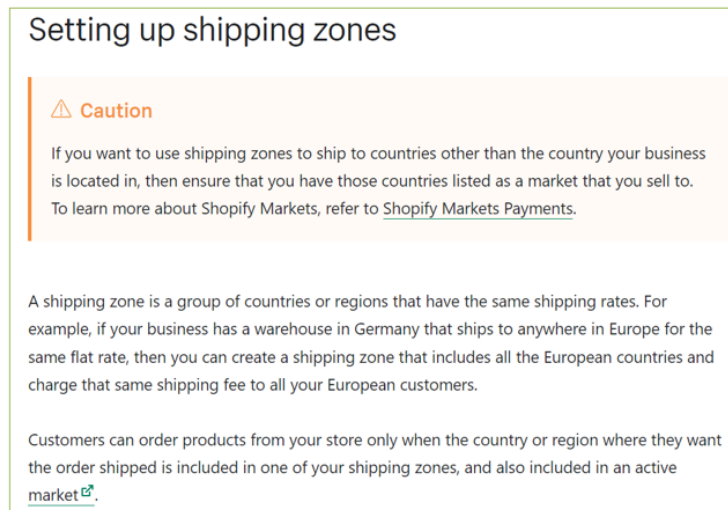 Setting up shipping zones
Caution
If you want to use shipping zones to ship to countries other than the country your business
is located in, then ensure that you have those countries listed as a market that you sell to.
To learn more about Shopify Markets, refer to Shopify Markets Payments.
A shipping zone is a group of countries or regions that have the same shipping rates. For
example, if your business has a warehouse in Germany that ships to anywhere in Europe for the
same flat rate, then you can create a shipping zone that includes all the European countries and
charge that same shipping fee to all your European customers.
Customers can order products from your store only when the country or region where they want
the order shipped is included in one of your shipping zones, and also included in an active
market.